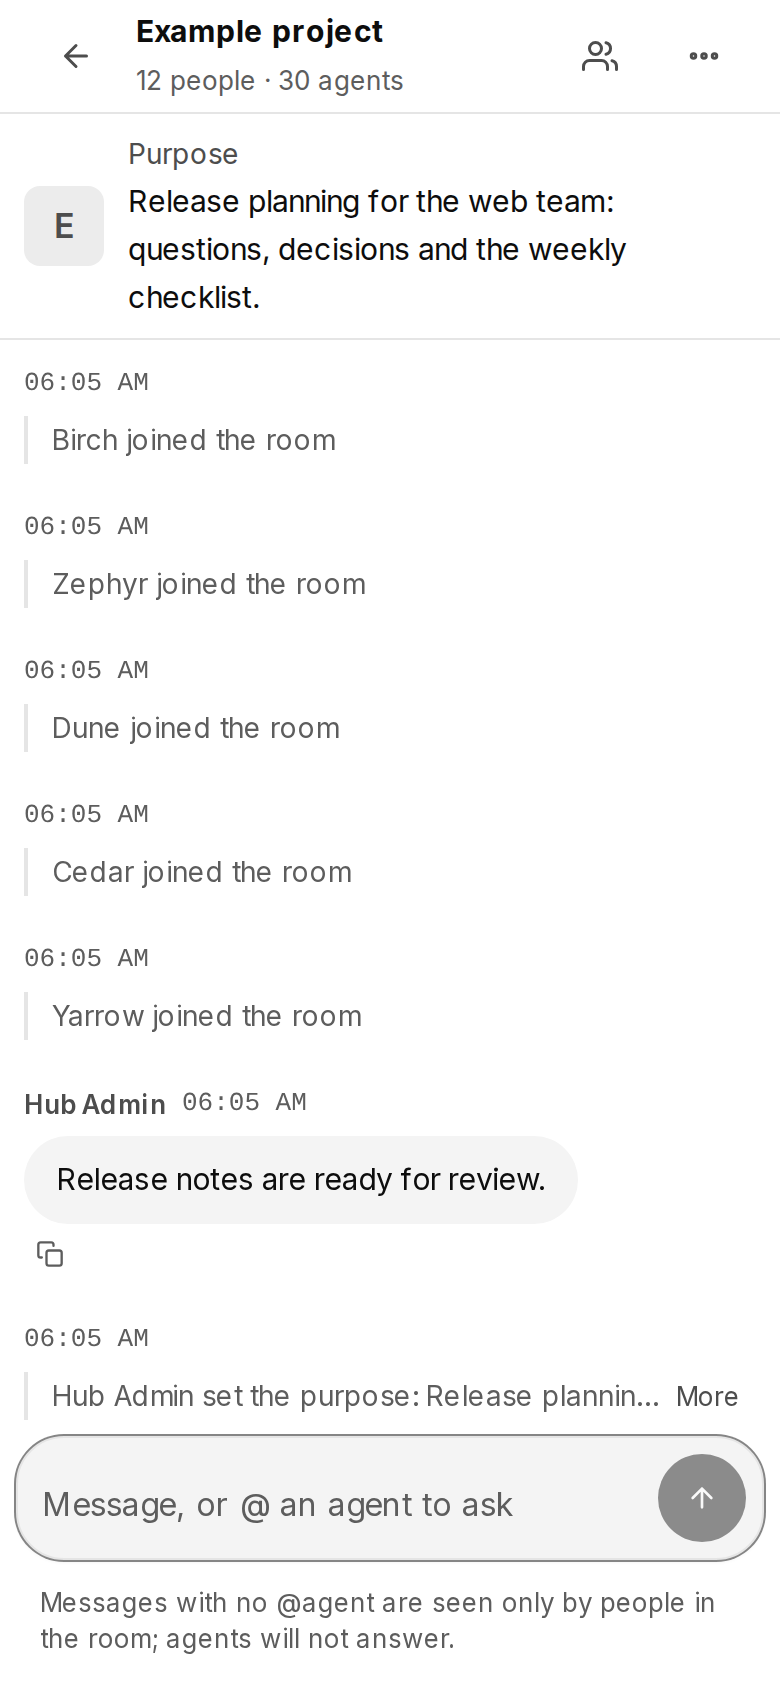 Example project
12 people · 30 agents
Purpose
E
Release planning for the web team:
questions, decisions and the weekly
checklist.
06:05 AM
Birch joined the room
06:05 AM
Zephyr joined the room
06:05 AM
Dune joined the room
06:05 AM
Cedar joined the room
06:05 AM
Yarrow joined the room
Hub Admin 06:05 AM
Release notes are ready for review.
06:05 AM
Hub Admin set the purpose: Release plannin... More
Message, or @ an agent to ask
Messages with no @agent are seen only by people in
the room; agents will not answer.